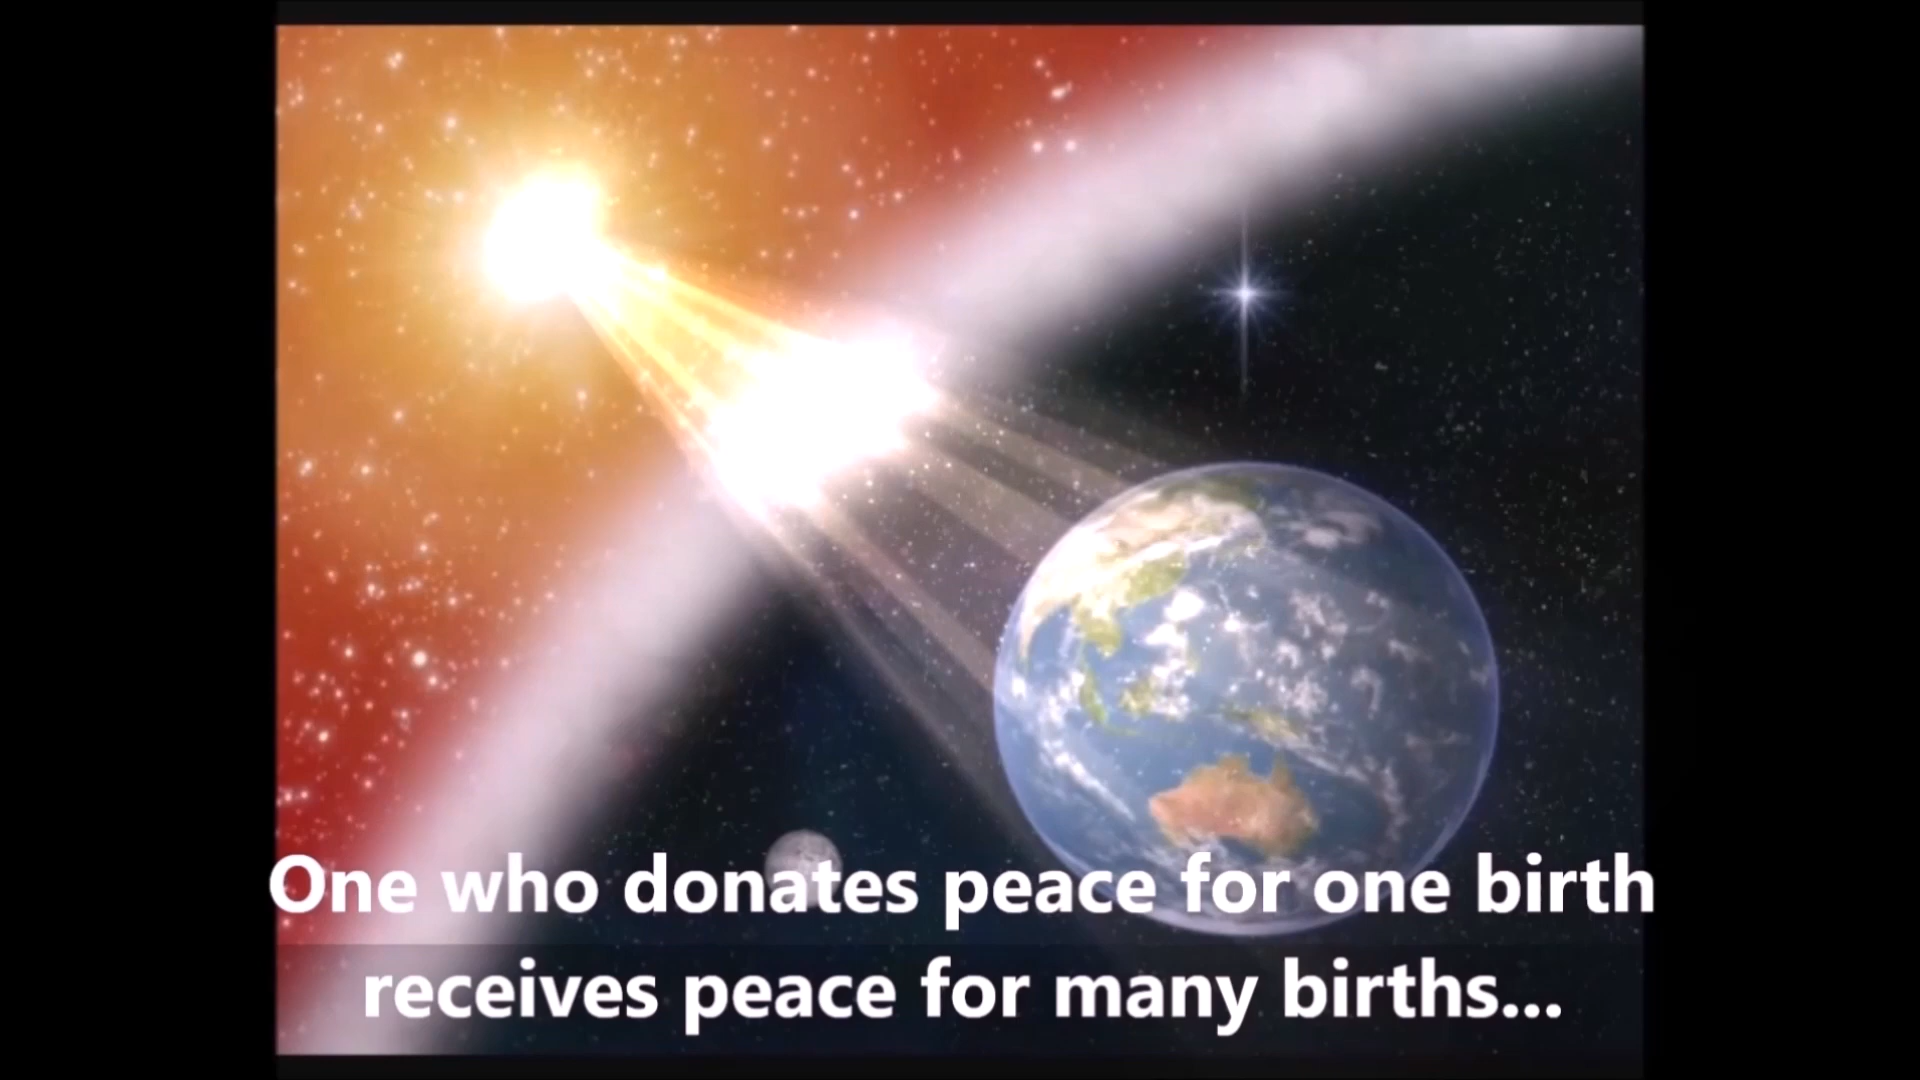 One who donates peace for one birth
receives peace for many births...